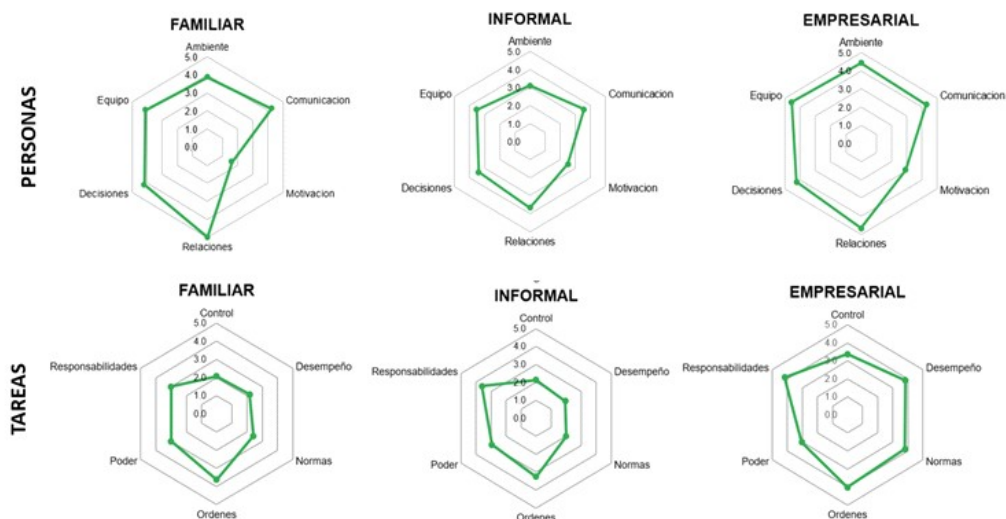 PERSONAS
FAMILIAR
Ambiente
5.0
4.0
3.0
2.0
1.0
0.0
Equipo
Comunicacion
Decisiones
Motivacion
Relaciones
INFORMAL
Ambiente
5.0
4.0
3.0
2.0
1.0
0.0
Equipo
Comunicacion
Decisiones
Motivacion
Relaciones
EMPRESARIAL
Ambiente
5.0
4.0
3.0
2.0
1.0
0.0
Equipo
Comunicacion
Decisiones
Motivacion
Relaciones
TAREAS
FAMILIAR
Control
5.0
4.0
3.0
2.0
1.0
0.0
Responsabilidades
Desempeño
Poder
Normas
Ordenes
INFORMAL
Control
5.0
4.0
3.0
2.0
1.0
0.0
Responsabilidades
Desempeño
Poder
Normas
Ordenes
EMPRESARIAL
Control
5.0
4.0
3.0
2.0
1.0
0.0
Responsabilidades
Desempeño
Poder
Normas
Ordenes